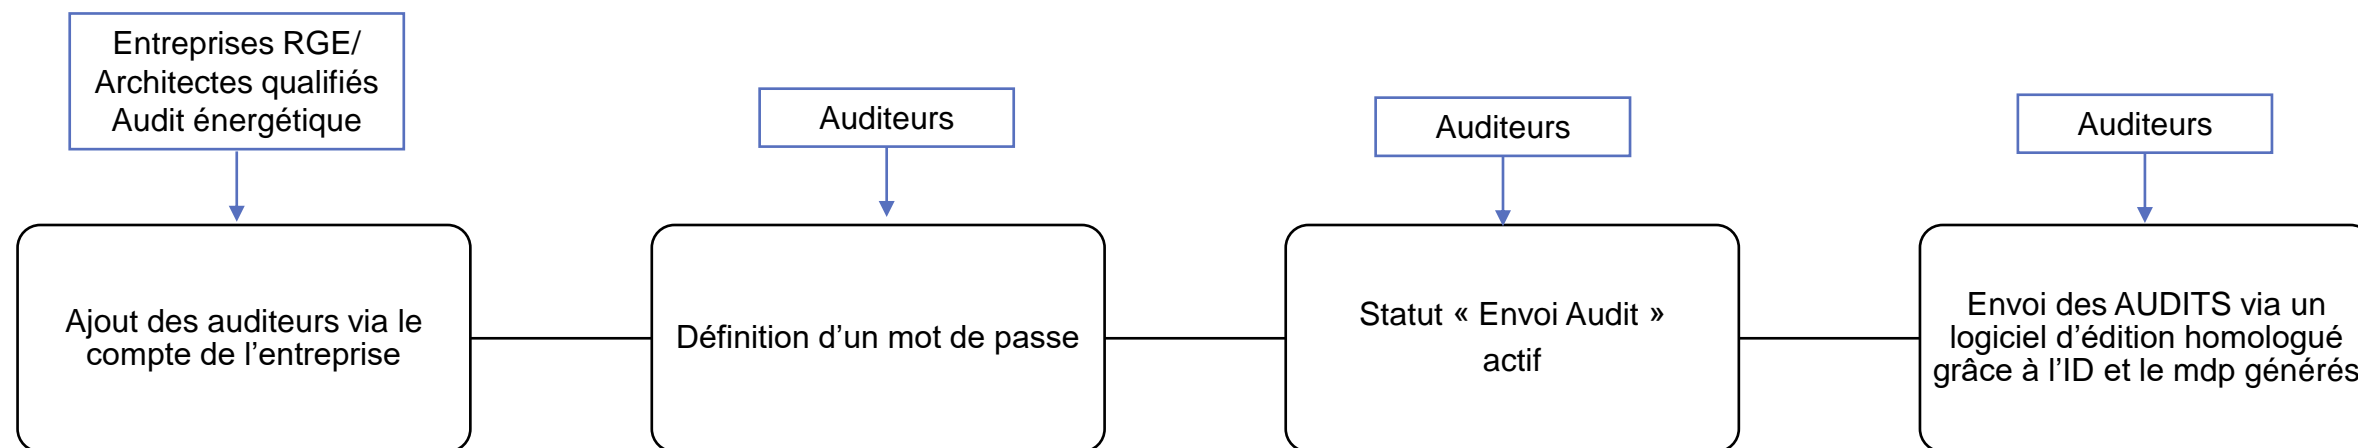 Entreprises RGE/
Architectes qualifiés
Audit énergétique
Auditeurs
Auditeurs
Auditeurs
Ajout des auditeurs via le
compte de l’entreprise
Définition d’un mot de passe
Statut « Envoi Audit »
actif
Envoi des AUDITS via un
logiciel d’édition homologué
grâce à l’ID et le mdp générés